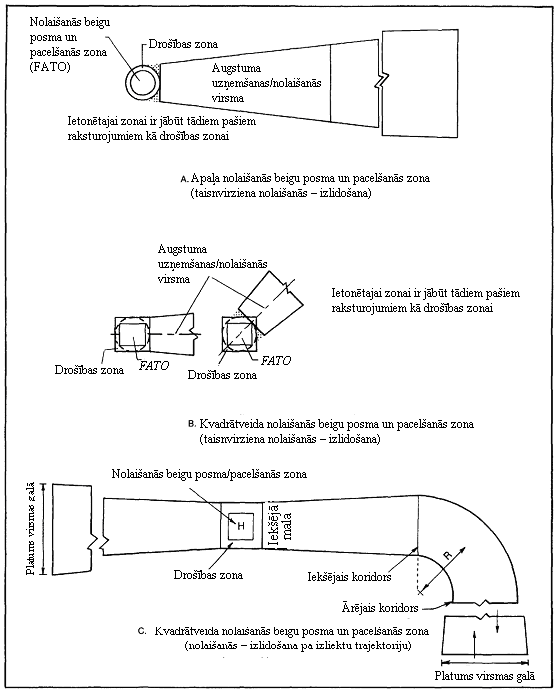 Nolaišanās beigu
posma un
pacelšanās zona
(FATO)
Drošības zona
Augstuma
uzņemšanas/nolaišanās
virsma
Ietonētajai zonai ir jābūt tādiem pašiem
raksturojumiem kā drošības zonai
A. Apaļa nolaišanās beigu posma un pacelšanās zona
(taisnvirziena nolaišanās – izlidošana)
Augstuma
uzņemšanas/nolaišanās
virsma
Ietonētajai zonai ir jābūt tādiem pašiem
raksturojumiem kā drošības zonai
FATO
Drošības zona
FATO
Drošības zona
B. Kvadrātveida nolaišanās beigu posma un pacelšanās zona
(taisnvirziena nolaišanās – izlidošana)
Nolaišanās beigu posma/pacelšanās zona
Platums virsmas galā
H
Iekšējā
mala
Drošības zona
Iekšējais koridors
R
Ārējais koridors
C. Kvadrātveida nolaišanās beigu posma un pacelšanās zona
(nolaišanās – izlidošana pa izliektu trajektoriju)
Platums virsmas galā